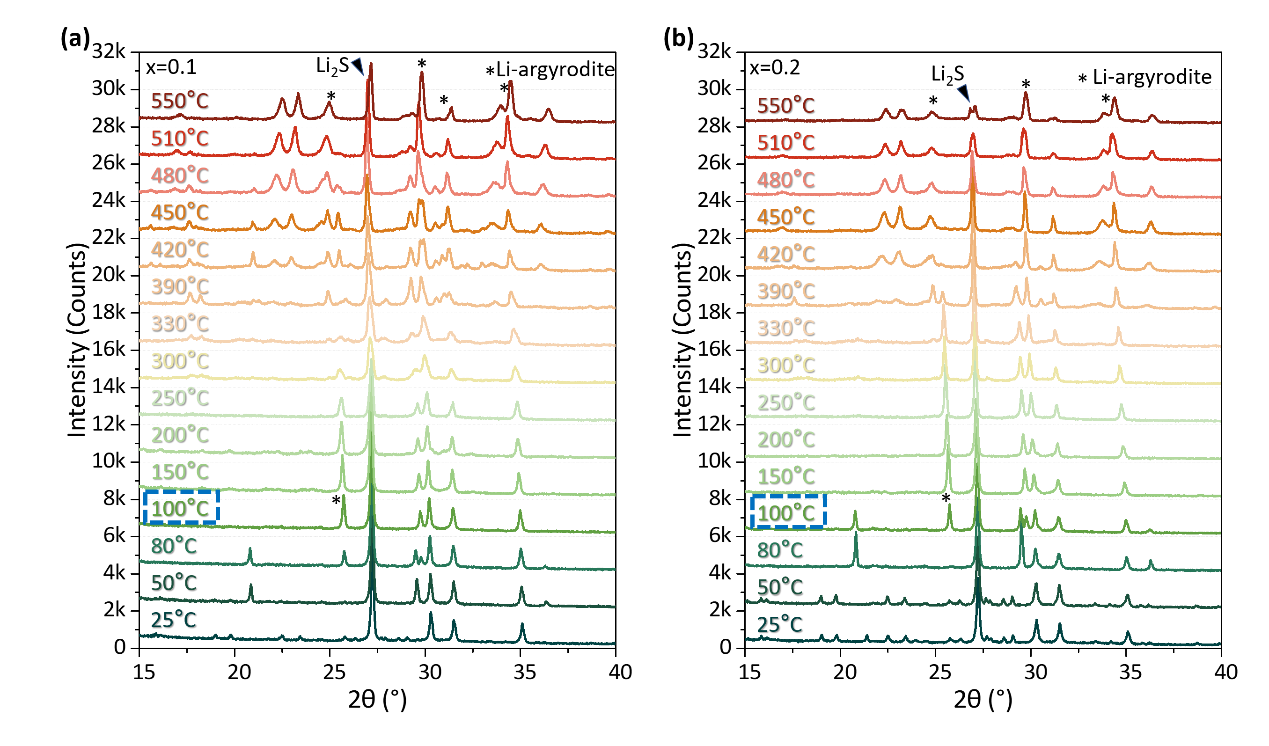 (a)
32k
30k
28k
26k
24k
22k
20k
18k
16k
14k
12k
10k
8k
6k
4k
2k
0
Intensity (Counts)
x=0.1
Li₂S
*
*
*
*
*Li-argyrodite
550°C
510°C
480°C
450°C
420°C
390°C
330°C
300°C
250°C
200°C
150°C
*
100°C
80°C
50°C
25°C
15
20
25
30
35
40
2θ (°)
(b)
32k
30k
28k
26k
24k
22k
20k
18k
16k
14k
12k
10k
8k
6k
4k
2k
0
Intensity (Counts)
x=0.2
Li₂S
*
*
*
* Li-argyrodite
550°C
510°C
480°C
450°C
420°C
390°C
330°C
300°C
250°C
200°C
150°C
*
100°C
80°C
50°C
25°C
15
20
25
30
35
40
2θ (°)